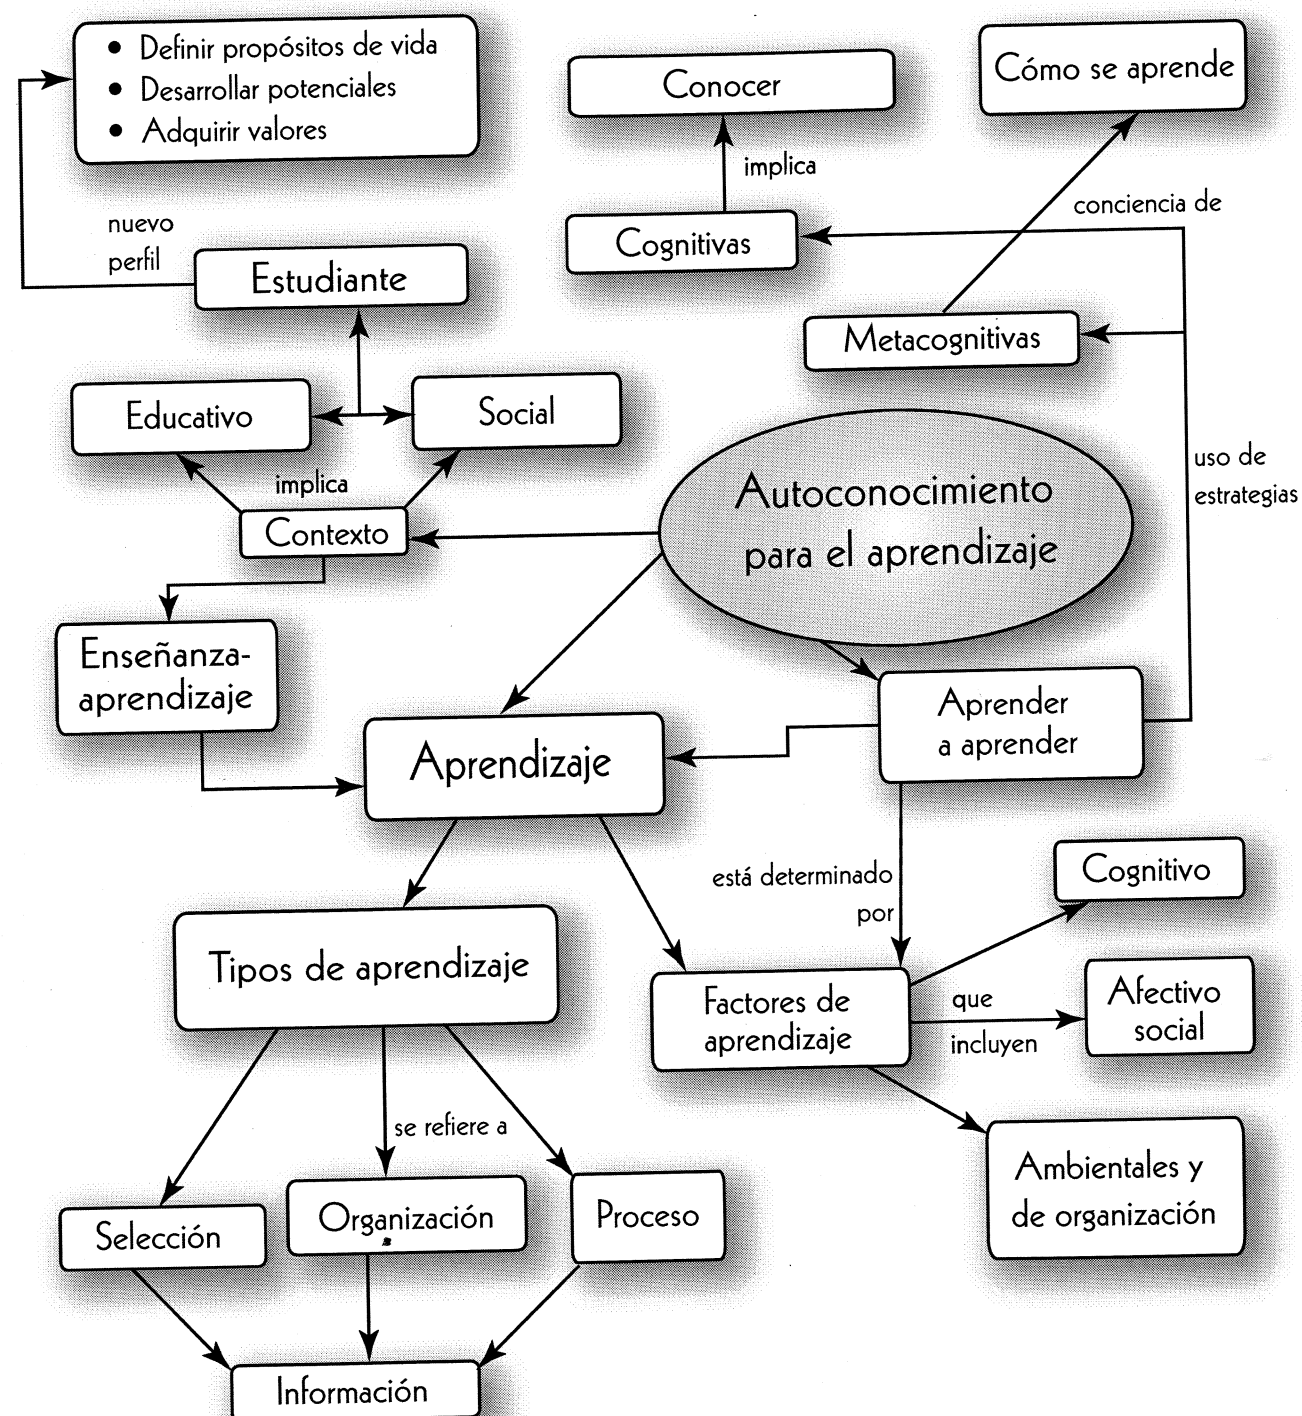 • Definir propósitos de vida
• Desarrollar potenciales
• Adquirir valores
Conocer
Cómo se aprende
implica
nuevo
perfil
conciencia de
Cognitivas
Estudiante
Metacognitivas
Educativo
Social
uso de
estrategias
implica
Contexto
Autoconocimiento
para el aprendizaje
Enseñanza-
aprendizaje
Aprendizaje
Aprender
a aprender
está determinado
por
Cognitivo
Tipos de aprendizaje
Factores de
aprendizaje
que
incluyen
Afectivo
social
se refiere a
Ambientales y
de organización
Selección
Organización
Proceso
Información